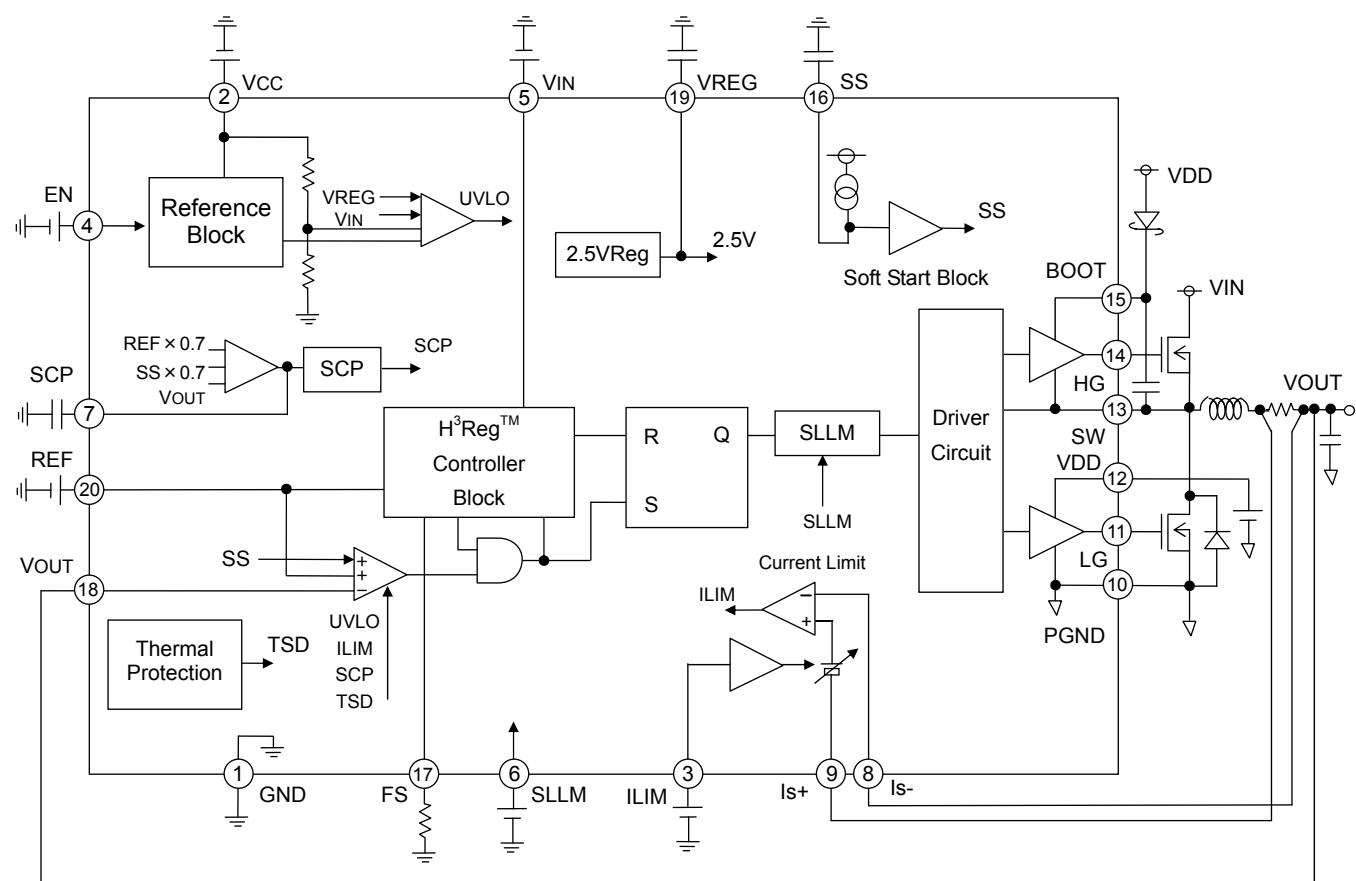 VCC
2
VIN
5
VREG
19
SS
16
EN
4
Reference
Block
VREG
VIN
UVLO
2.5VReg
2.5V
SS
Soft Start Block
VDD
BOOT
15
VIN
14
HG
13
SW
VOUT
VDD
12
11
LG
10
PGND
REF × 0.7
SS × 0.7
VOUT
SCP
SCP
SCP
7
REF
20
H³Reg™
Controller
Block
R
Q
S
SLLM
SLLM
Driver
Circuit
VOUT
18
SS
+
+
−
UVLO
ILIM
SCP
TSD
Thermal
Protection
TSD
Current Limit
ILIM
−
+
1
GND
17
FS
6
SLLM
3
ILIM
9
Is+
8
Is-